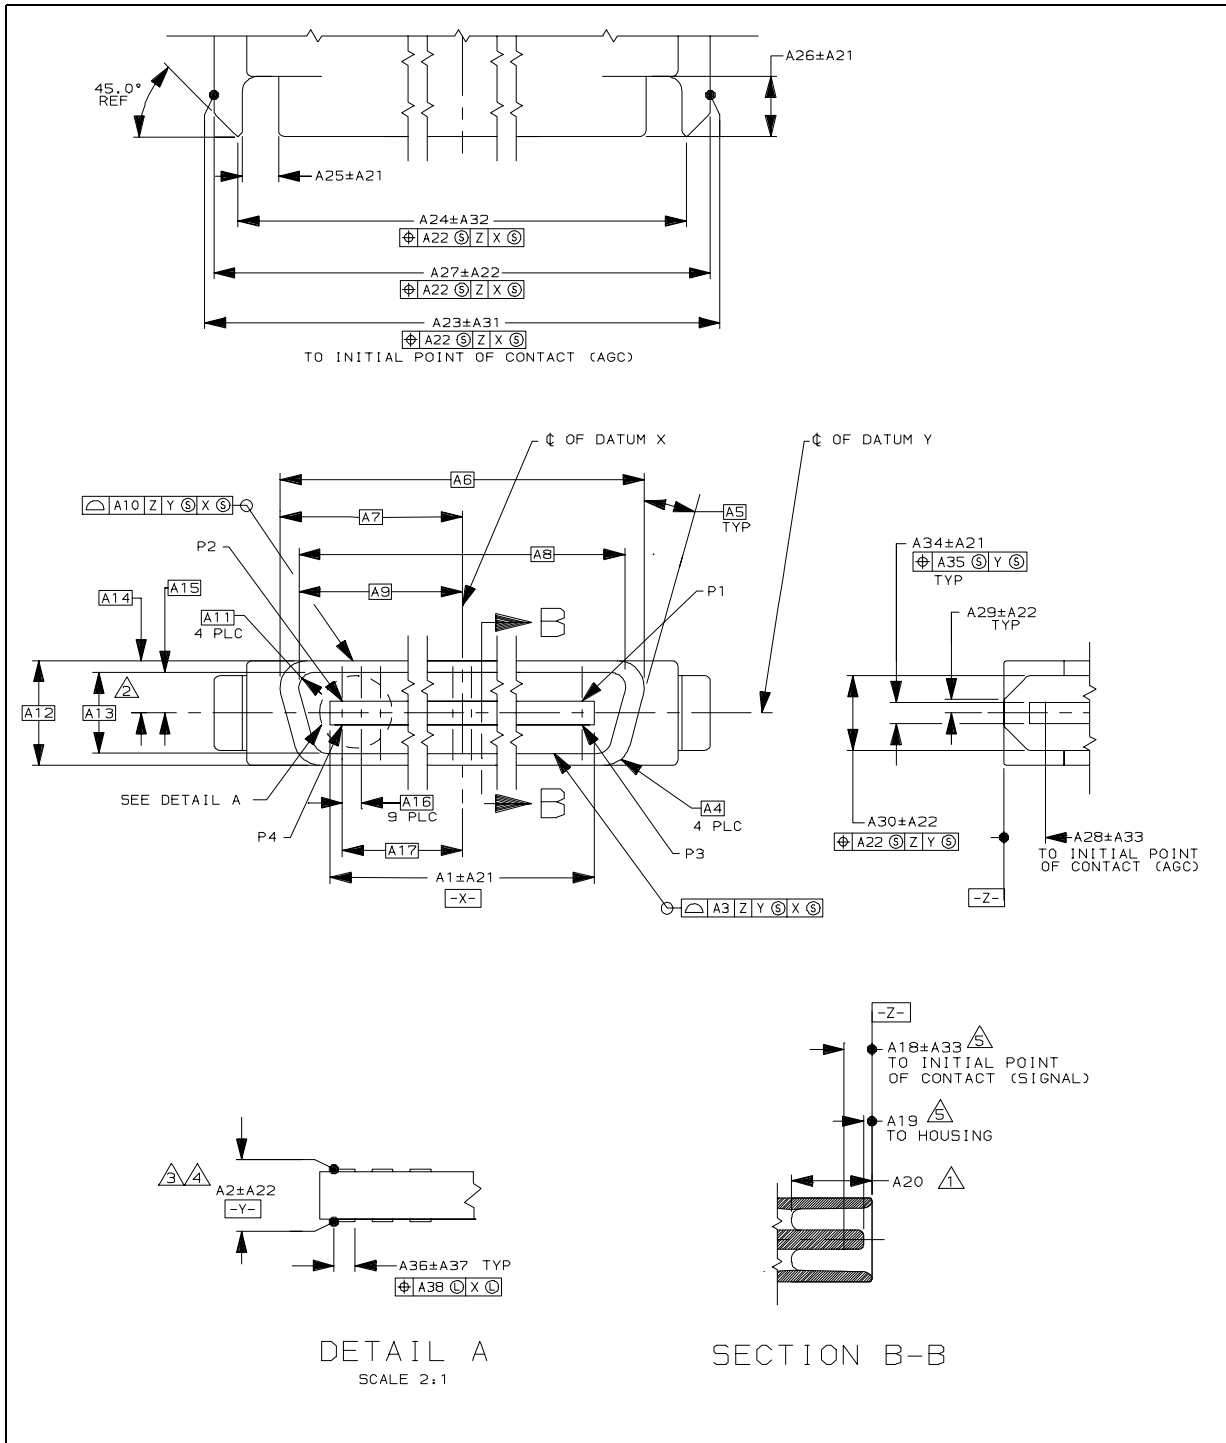 A26±A21
45.0°
REF
A25±A21
A24±A32
⌖ A22 Ⓢ Z X Ⓢ
A27±A22
⌖ A22 Ⓢ Z X Ⓢ
A23±A31
⌖ A22 Ⓢ Z X Ⓢ
TO INITIAL POINT OF CONTACT (AGC)
℄ OF DATUM X
℄ OF DATUM Y
A6
⌓ A10 Z Y Ⓢ X Ⓢ
A7
A5
TYP
P2
A8
A34±A21
⌖ A35 Ⓢ Y Ⓢ
TYP
A15
A14
A9
P1
A11
4 PLC
B
A29±A22
TYP
2
A12
A13
SEE DETAIL A
A16
9 PLC
B
A4
4 PLC
P4
A17
P3
A30±A22
⌖ A22 Ⓢ Z Y Ⓢ
A28±A33
TO INITIAL POINT
OF CONTACT (AGC)
A1±A21
-X-
-Z-
⌓ A3 Z Y Ⓢ X Ⓢ
-Z-
A18±A33 5
TO INITIAL POINT
OF CONTACT (SIGNAL)
A19 5
TO HOUSING
A20 1
3 4
A2±A22
-Y-
A36±A37 TYP
⌖ A38 Ⓛ X Ⓛ
DETAIL A
SCALE 2:1
SECTION B-B